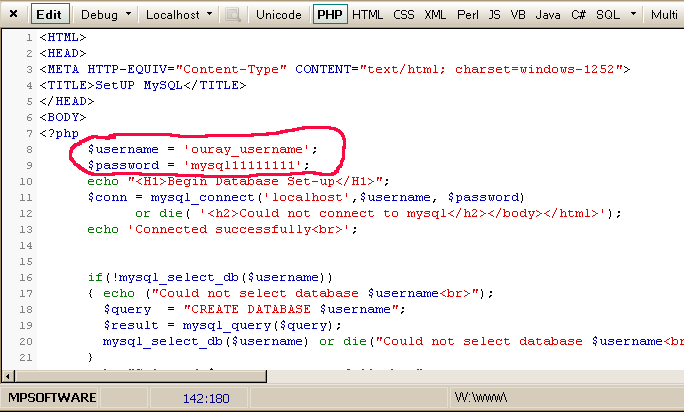 Edit Debug Localhost Unicode PHP HTML CSS XML Perl JS VB Java C# SQL Multi
1 <HTML>
2 <HEAD>
3 <META HTTP-EQUIV="Content-Type" CONTENT="text/html; charset=windows-1252">
4 <TITLE>SetUP MySQL</TITLE>
5 </HEAD>
6 <BODY>
7 <?php
8 $username = 'ouray_username';
9 $password = 'mysql11111111';
10 echo "<H1>Begin Database Set-up</H1>";
11 $conn = mysql_connect('localhost',$username, $password)
12 or die( '<h2>Could not connect to mysql</h2></body></html>');
13 echo 'Connected successfully<br>';
14
15
16 if(!mysql_select_db($username))
17 { echo ("Could not select database $username<br>");
18 $query = "CREATE DATABASE $username";
19 $result = mysql_query($query);
20 mysql_select_db($username) or die("Could not select database $username<br
21 }
MPSOFTWARE 142:180 W:\www\